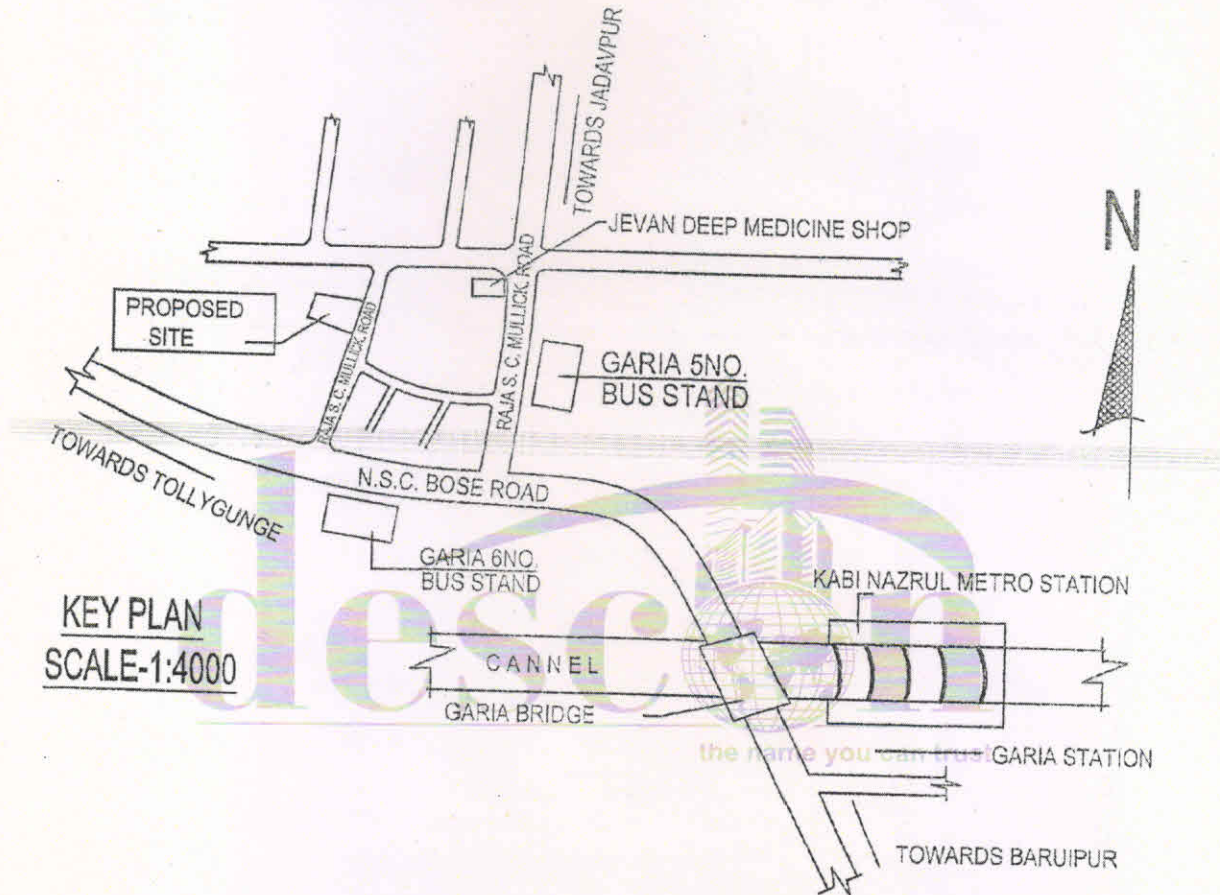 TOWARDS JADAVPUR
N
JEVAN DEEP MEDICINE SHOP
PROPOSED
SITE
RAJA S. C. MULLICK. ROAD
RAJA S. C. MULLICK. ROAD
GARIA 5NO.
BUS STAND
TOWARDS TOLLYGUNGE
N.S.C. BOSE ROAD
GARIA 6NO.
BUS STAND
KABI NAZRUL METRO STATION
KEY PLAN
SCALE-1:4000
descon
CANNEL
GARIA BRIDGE
the name you can trust
GARIA STATION
TOWARDS BARUIPUR